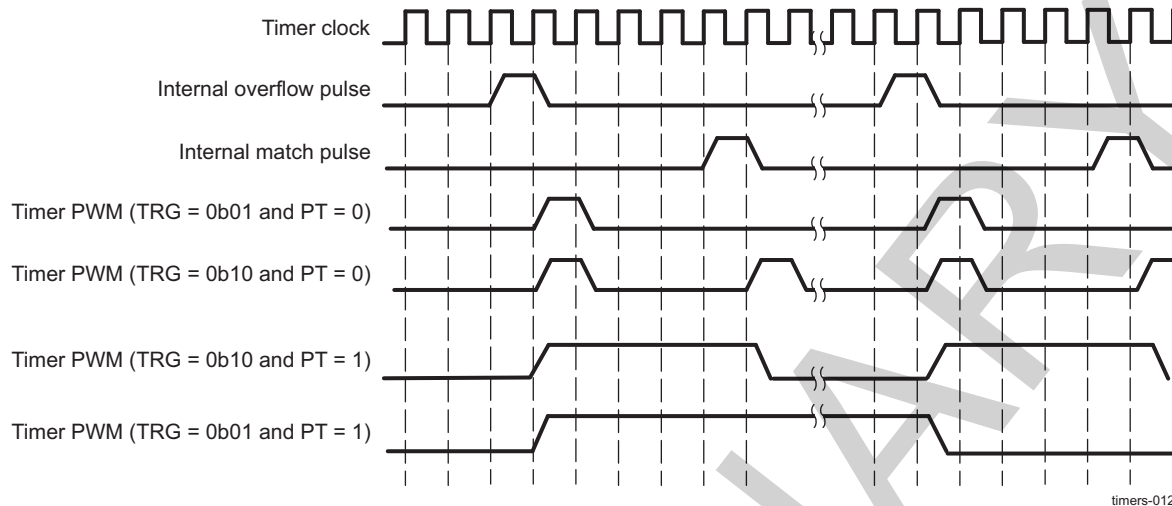 Timer clock
Internal overflow pulse
Internal match pulse
Timer PWM (TRG = 0b01 and PT = 0)
Timer PWM (TRG = 0b10 and PT = 0)
Timer PWM (TRG = 0b10 and PT = 1)
Timer PWM (TRG = 0b01 and PT = 1)
timers-012